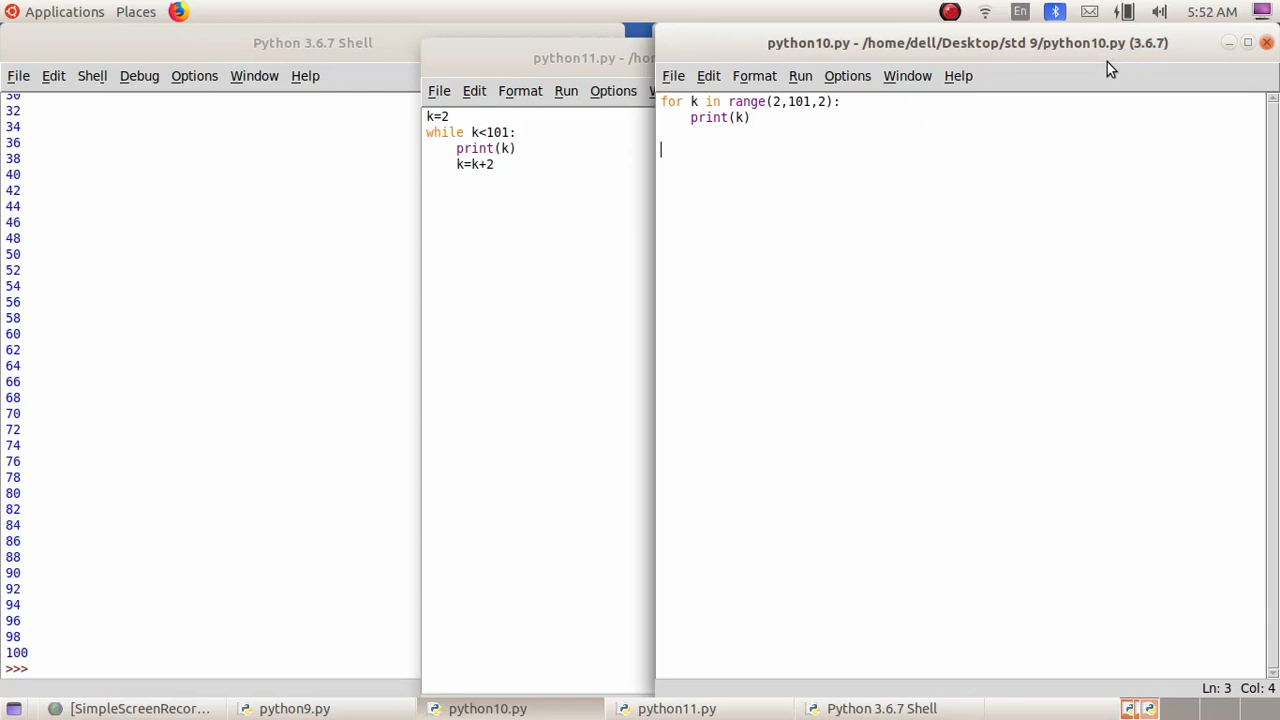 Applications Places
En
5:52 AM
Python 3.6.7 Shell
File Edit Shell Debug Options Window Help
30
32
34
36
38
40
42
44
46
48
50
52
54
56
58
60
62
64
66
68
70
72
74
76
78
80
82
84
86
88
90
92
94
96
98
100
>>>
python11.py - /hom
File Edit Format Run Options
k=2
while k<101:
    print(k)
    k=k+2
python10.py - /home/dell/Desktop/std 9/python10.py (3.6.7)
File Edit Format Run Options Window Help
for k in range(2,101,2):
    print(k)
Ln: 3 Col: 4
[SimpleScreenRecor... python9.py python10.py python11.py Python 3.6.7 Shell